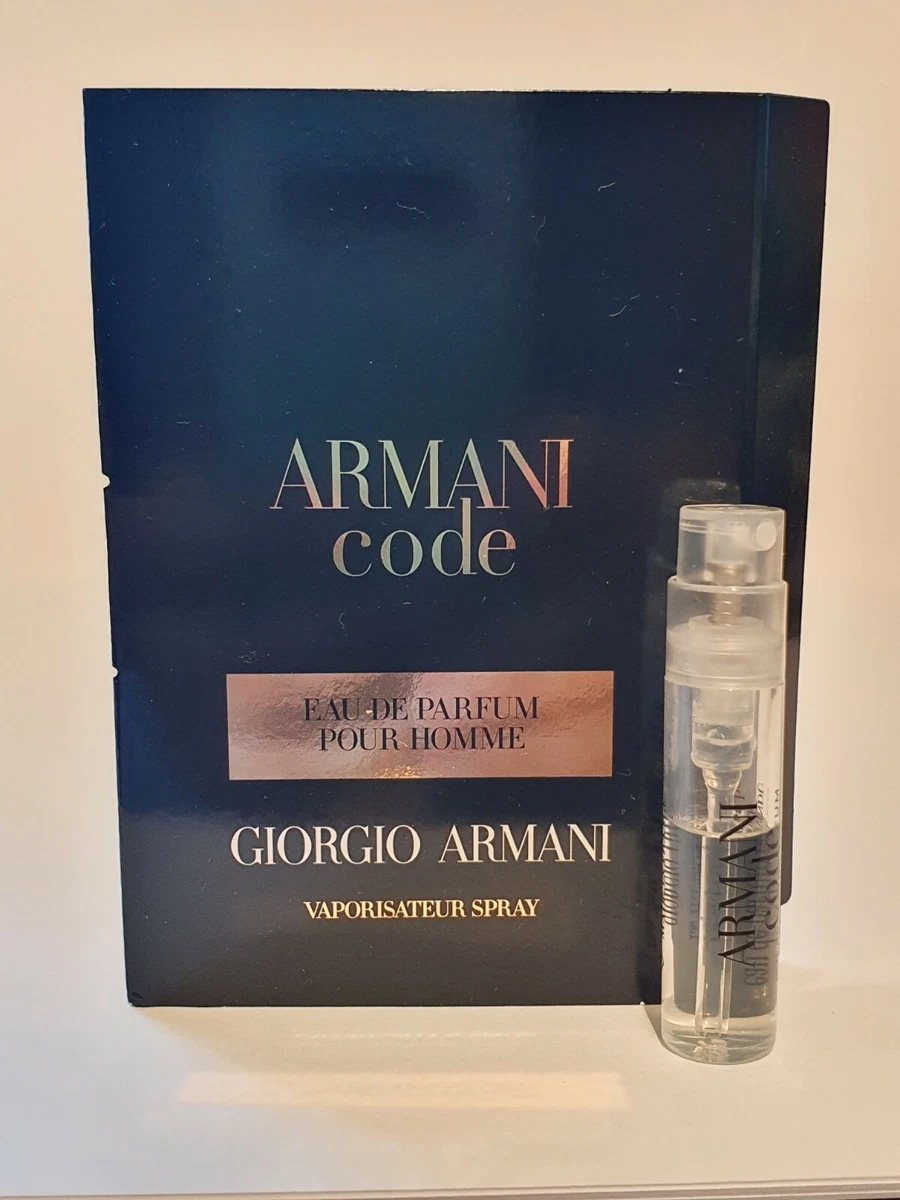 ARMANI
code
EAU DE PARFUM
POUR HOMME
GIORGIO ARMANI
VAPORISATEUR SPRAY
ARMANI
code